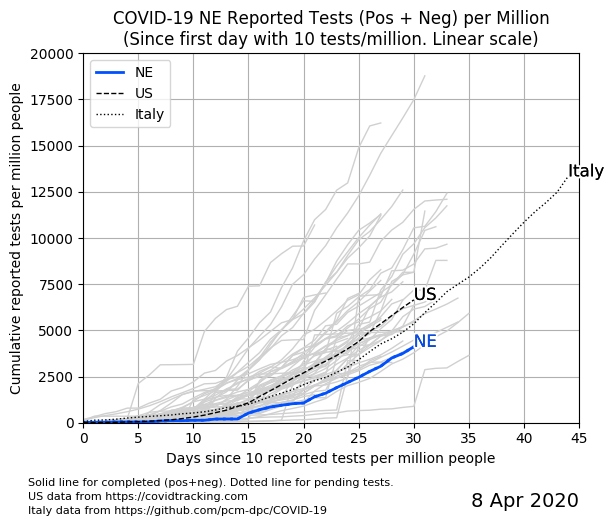 COVID-19 NE Reported Tests (Pos + Neg) per Million
(Since first day with 10 tests/million. Linear scale)
Cumulative reported tests per million people
20000
17500
15000
12500
10000
7500
5000
2500
0
NE
US
Italy
Italy
US
NE
0 5 10 15 20 25 30 35 40 45
Days since 10 reported tests per million people
Solid line for completed (pos+neg). Dotted line for pending tests.
US data from https://covidtracking.com
Italy data from https://github.com/pcm-dpc/COVID-19
8 Apr 2020